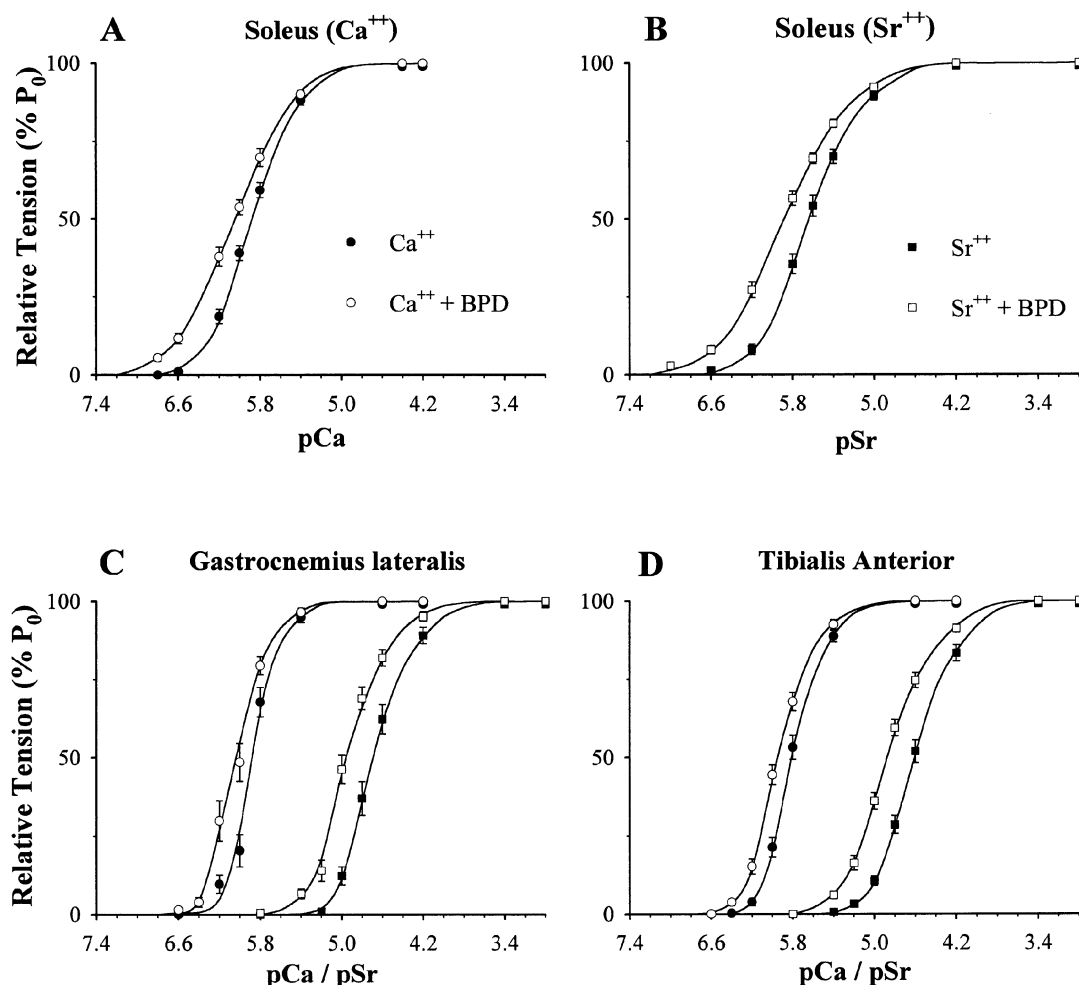 A Soleus (Ca++)
Relative Tension (% P0)
100
50
0
Ca++
Ca++ + BPD
7.4 6.6 5.8 5.0 4.2 3.4
pCa
B Soleus (Sr++)
100
50
0
Sr++
Sr++ + BPD
7.4 6.6 5.8 5.0 4.2 3.4
pSr
C Gastrocnemius lateralis
Relative Tension (% P0)
100
50
0
7.4 6.6 5.8 5.0 4.2 3.4
pCa / pSr
D Tibialis Anterior
100
50
0
7.4 6.6 5.8 5.0 4.2 3.4
pCa / pSr